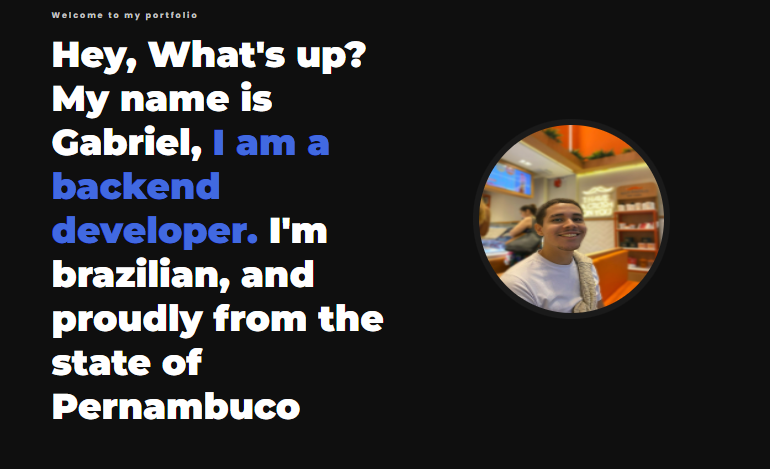 Welcome to my portfolio
Hey, What's up?
My name is
Gabriel, I am a
backend
developer. I'm
brazilian, and
proudly from the
state of
Pernambuco